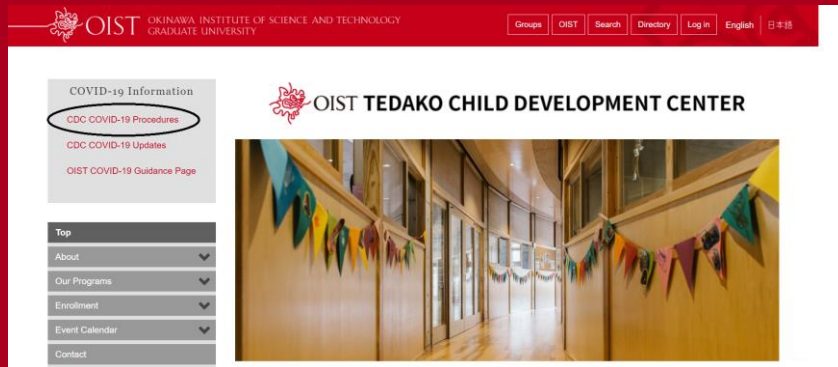 OIST
OKINAWA INSTITUTE OF SCIENCE AND TECHNOLOGY
GRADUATE UNIVERSITY
Groups
OIST
Search
Directory
Log in
English
日本語
COVID-19 Information
CDC COVID-19 Procedures
CDC COVID-19 Updates
OIST COVID-19 Guidance Page
OIST TEDAKO CHILD DEVELOPMENT CENTER
Top
About
Our Programs
Enrollment
Event Calendar
Contact